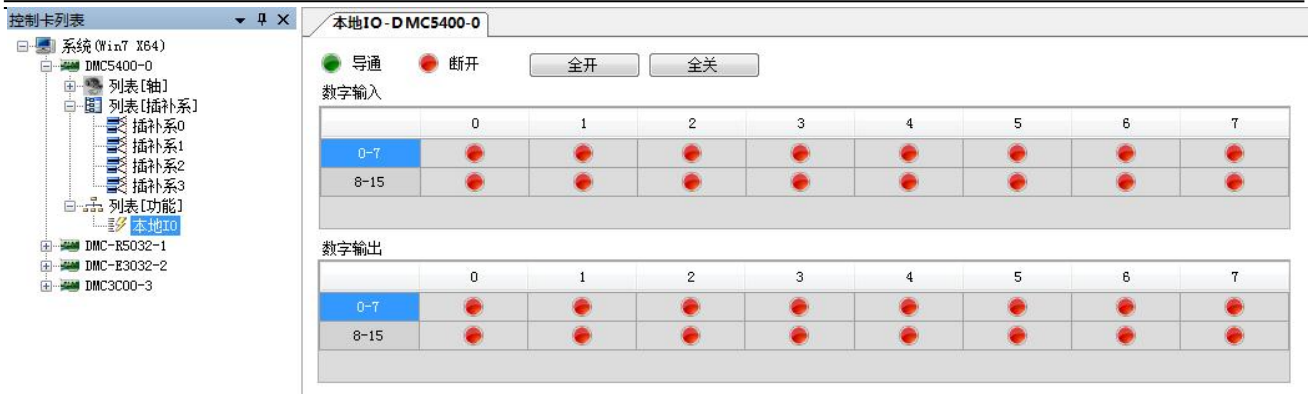 控制卡列表
系统(Win7 X64)
DMC5400-0
列表[轴]
列表[插补系]
插补系0
插补系1
插补系2
插补系3
列表[功能]
本地IO
DMC-R5032-1
DMC-E3032-2
DMC3C00-3
本地IO-DMC5400-0
导通 断开 全开 全关
数字输入
0 1 2 3 4 5 6 7
0-7
8-15
数字输出
0 1 2 3 4 5 6 7
0-7
8-15